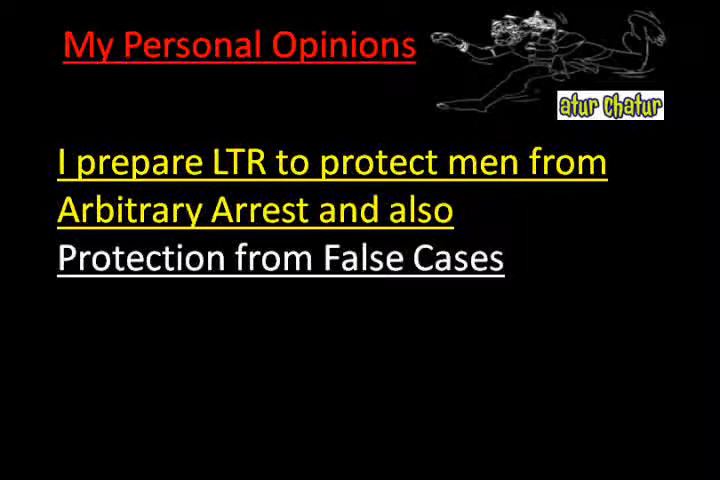 My Personal Opinions
atur chatur
I prepare LTR to protect men from
Arbitrary Arrest and also
Protection from False Cases